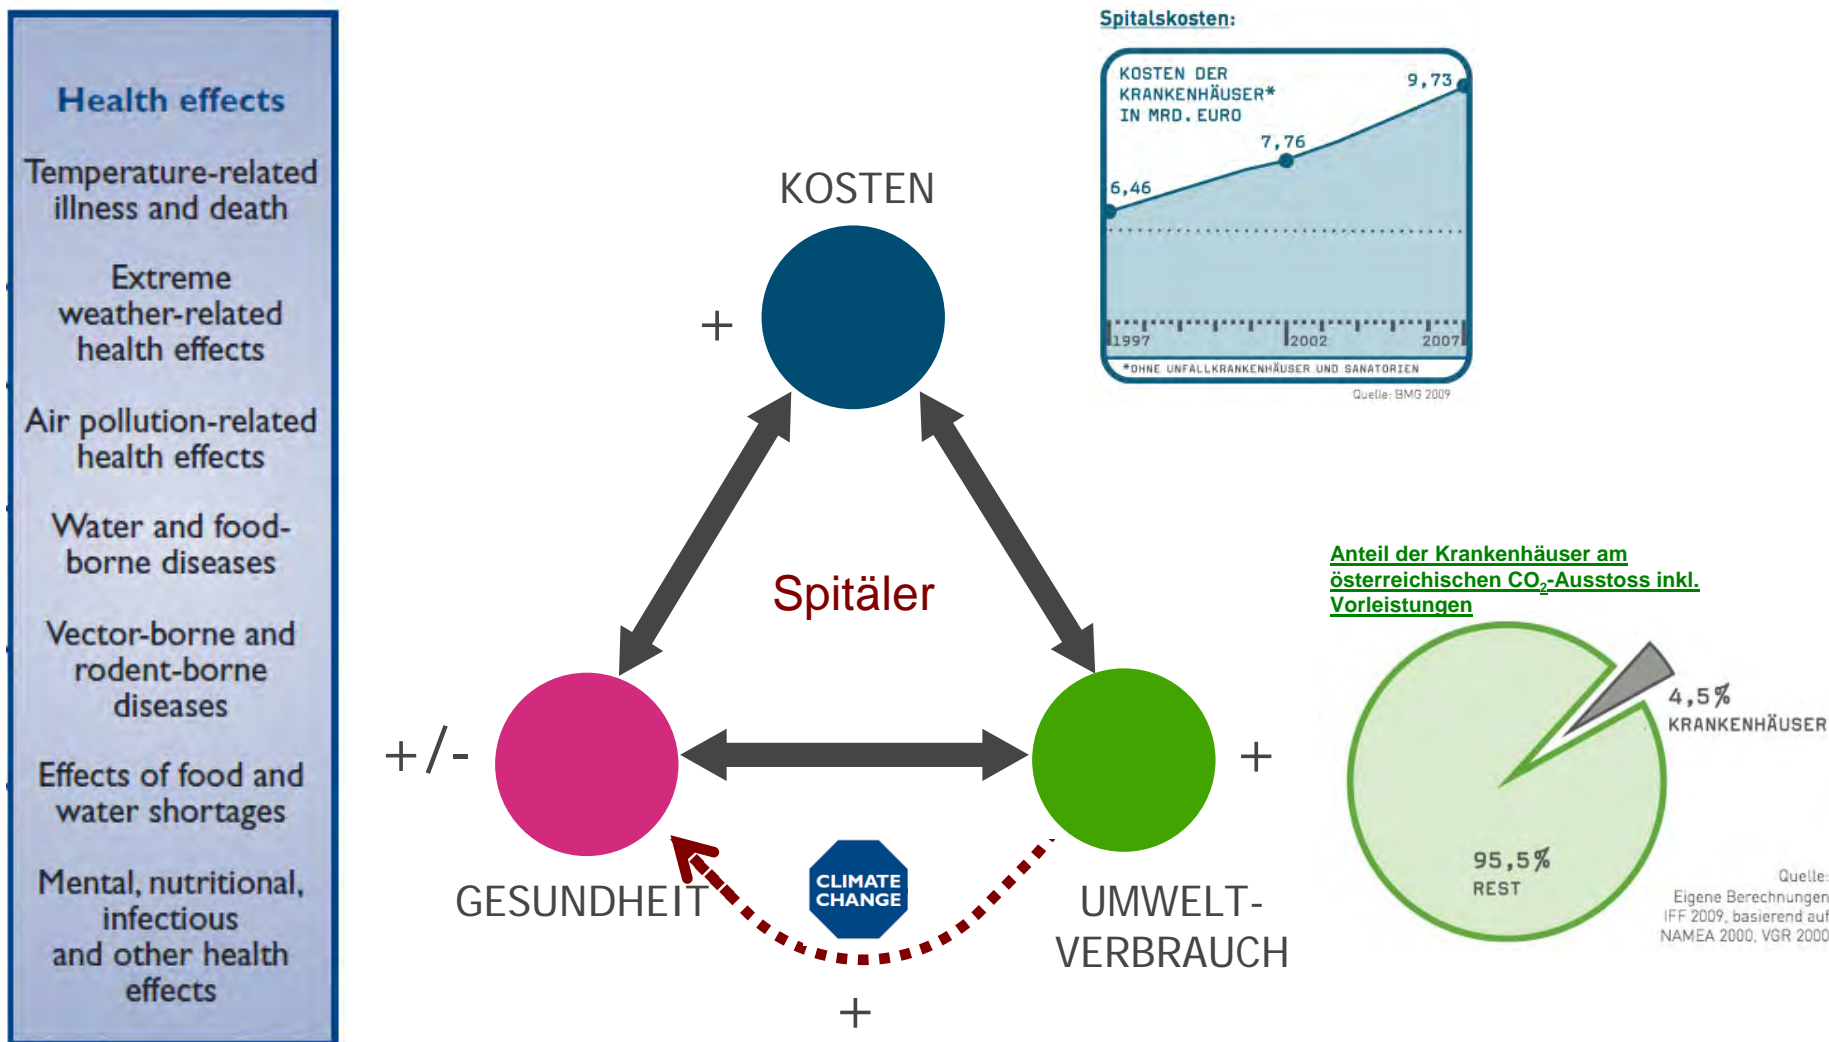 Health effects
Temperature-related
illness and death
Extreme
weather-related
health effects
Air pollution-related
health effects
Water and food-
borne diseases
Vector-borne and
rodent-borne
diseases
Effects of food and
water shortages
Mental, nutritional,
infectious
and other health
effects
KOSTEN
+
Spitäler
+/-
+
GESUNDHEIT
CLIMATE
CHANGE
UMWELT-
VERBRAUCH
+
Spitalskosten:
KOSTEN DER
KRANKENHÄUSER*
IN MRD. EURO
9,73
7,76
6,46
1997
2002
2007
*OHNE UNFALLKRANKENHÄUSER UND SANATORIEN
Quelle: BMG 2009
Anteil der Krankenhäuser am
österreichischen CO₂-Ausstoss inkl.
Vorleistungen
4,5%
KRANKENHÄUSER
95,5%
REST
Quelle:
Eigene Berechnungen
IFF 2009, basierend auf
NAMEA 2000, VGR 2000